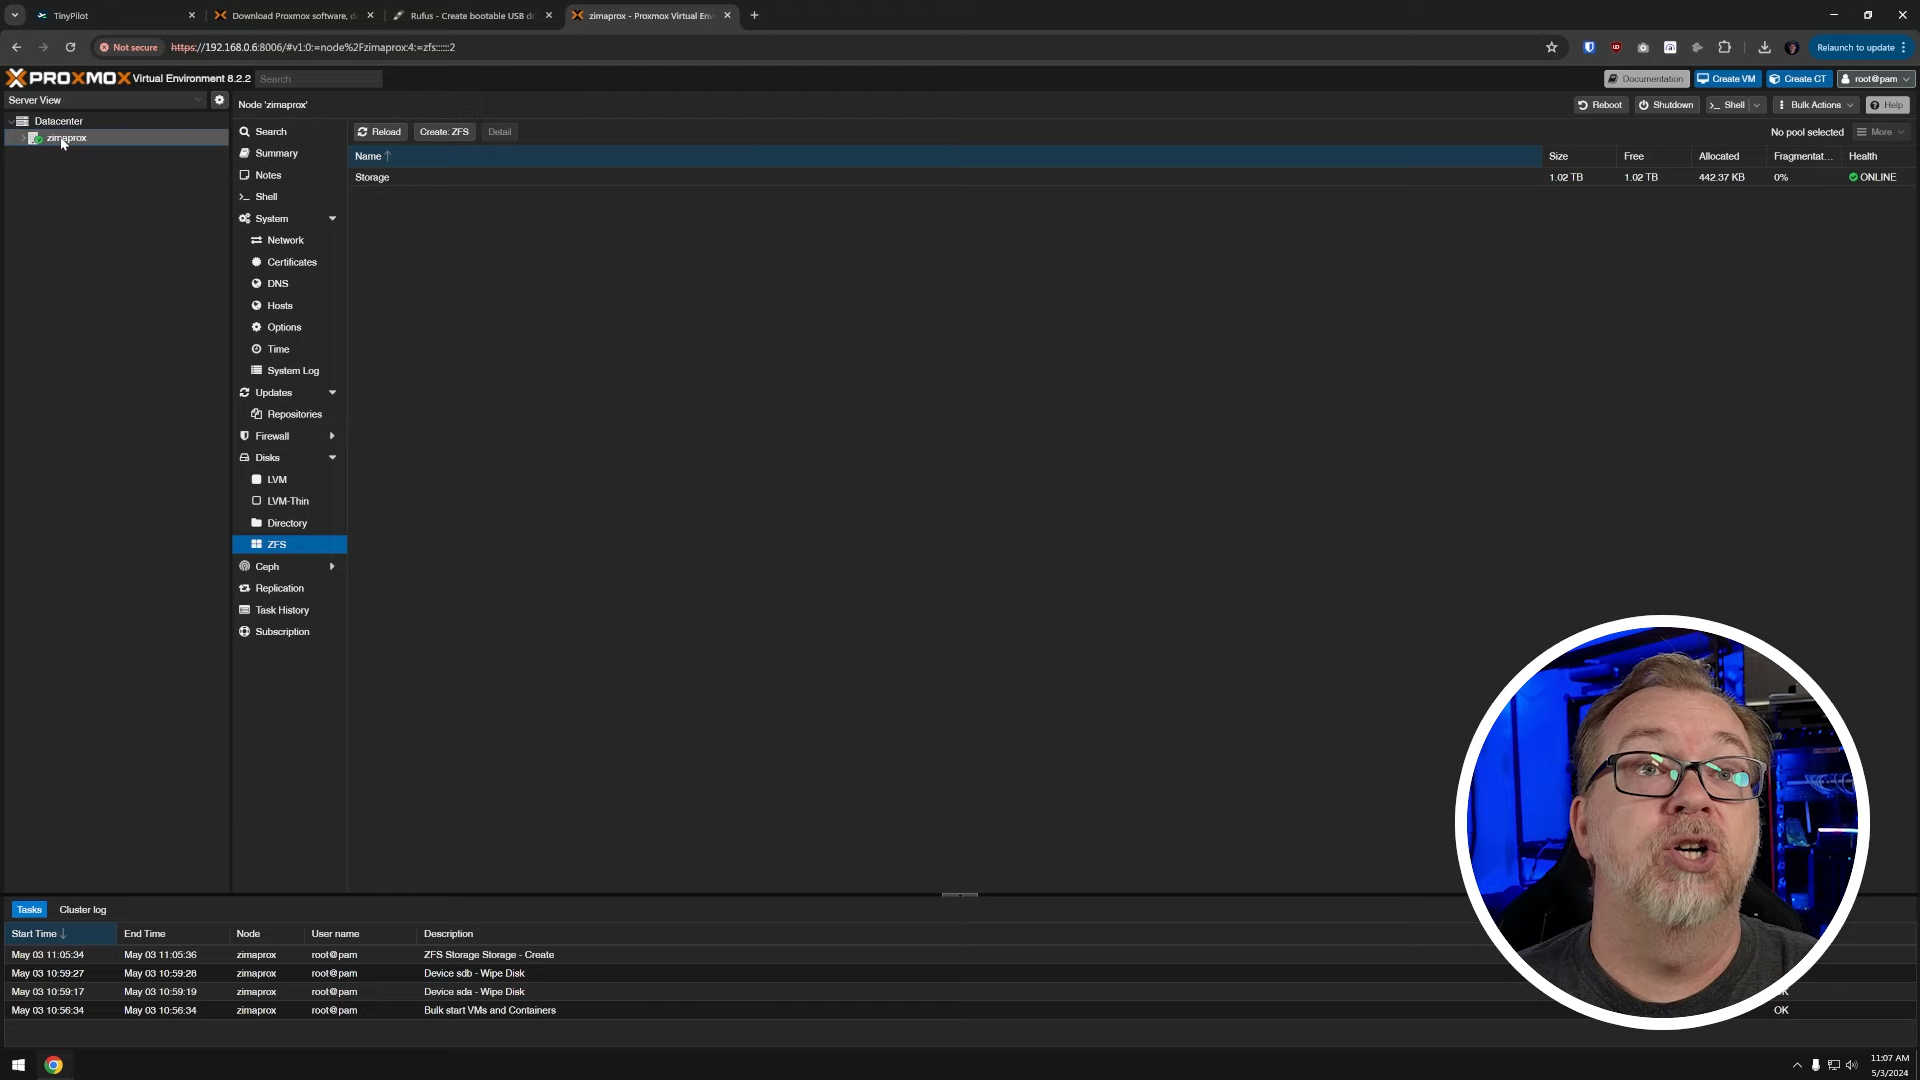 TinyPilot
Download Proxmox software, d
Rufus - Create bootable USB d
zimaprox - Proxmox Virtual Env
Not secure
https://192.168.0.6:8006/#v1:0:=node%2Fzimaprox:4:=zfs::::::2
Relaunch to update
PROXMOX Virtual Environment 8.2.2
Search
Documentation
Create VM
Create CT
root@pam
Server View
Node 'zimaprox'
Reboot
Shutdown
Shell
Bulk Actions
Help
Datacenter
zimaprox
Search
Summary
Notes
Shell
System
Network
Certificates
DNS
Hosts
Options
Time
System Log
Updates
Repositories
Firewall
Disks
LVM
LVM-Thin
Directory
ZFS
Ceph
Replication
Task History
Subscription
Reload
Create: ZFS
Detail
No pool selected
More
Name Size Free Allocated Fragmentat... Health
Storage 1.02 TB 1.02 TB 442.37 KB 0% ONLINE
Tasks
Cluster log
Start Time End Time Node User name Description
May 03 11:05:34 May 03 11:05:36 zimaprox root@pam ZFS Storage Storage - Create
May 03 10:59:27 May 03 10:59:28 zimaprox root@pam Device sdb - Wipe Disk
May 03 10:59:17 May 03 10:59:19 zimaprox root@pam Device sda - Wipe Disk
May 03 10:56:34 May 03 10:56:34 zimaprox root@pam Bulk start VMs and Containers OK
11:07 AM
5/3/2024